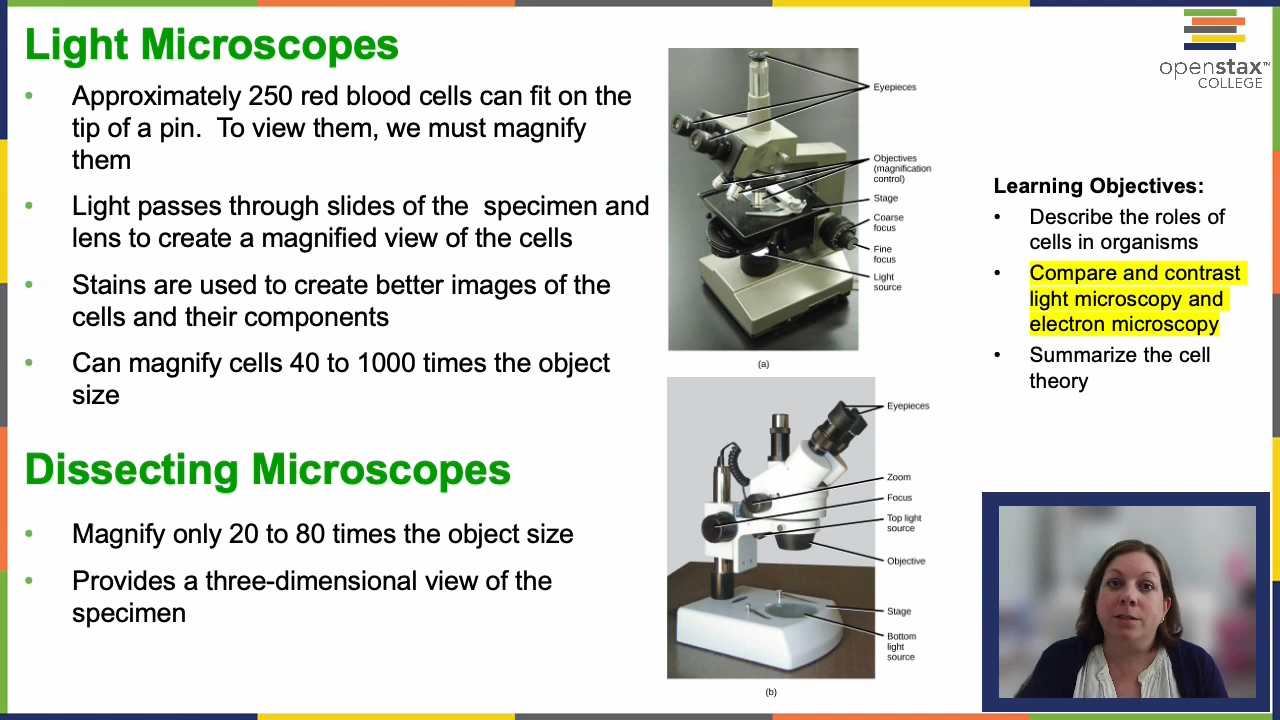 Light Microscopes
• Approximately 250 red blood cells can fit on the
tip of a pin.  To view them, we must magnify
them
• Light passes through slides of the  specimen and
lens to create a magnified view of the cells
• Stains are used to create better images of the
cells and their components
• Can magnify cells 40 to 1000 times the object
size
Dissecting Microscopes
• Magnify only 20 to 80 times the object size
• Provides a three-dimensional view of the
specimen
Eyepieces
Objectives
(magnification
control)
Stage
Coarse
focus
Fine
focus
Light
source
(a)
Eyepieces
Zoom
Focus
Top light
source
Objective
Stage
Bottom
light
source
(b)
openstax™
COLLEGE
Learning Objectives:
• Describe the roles of
cells in organisms
• Compare and contrast
light microscopy and
electron microscopy
• Summarize the cell
theory